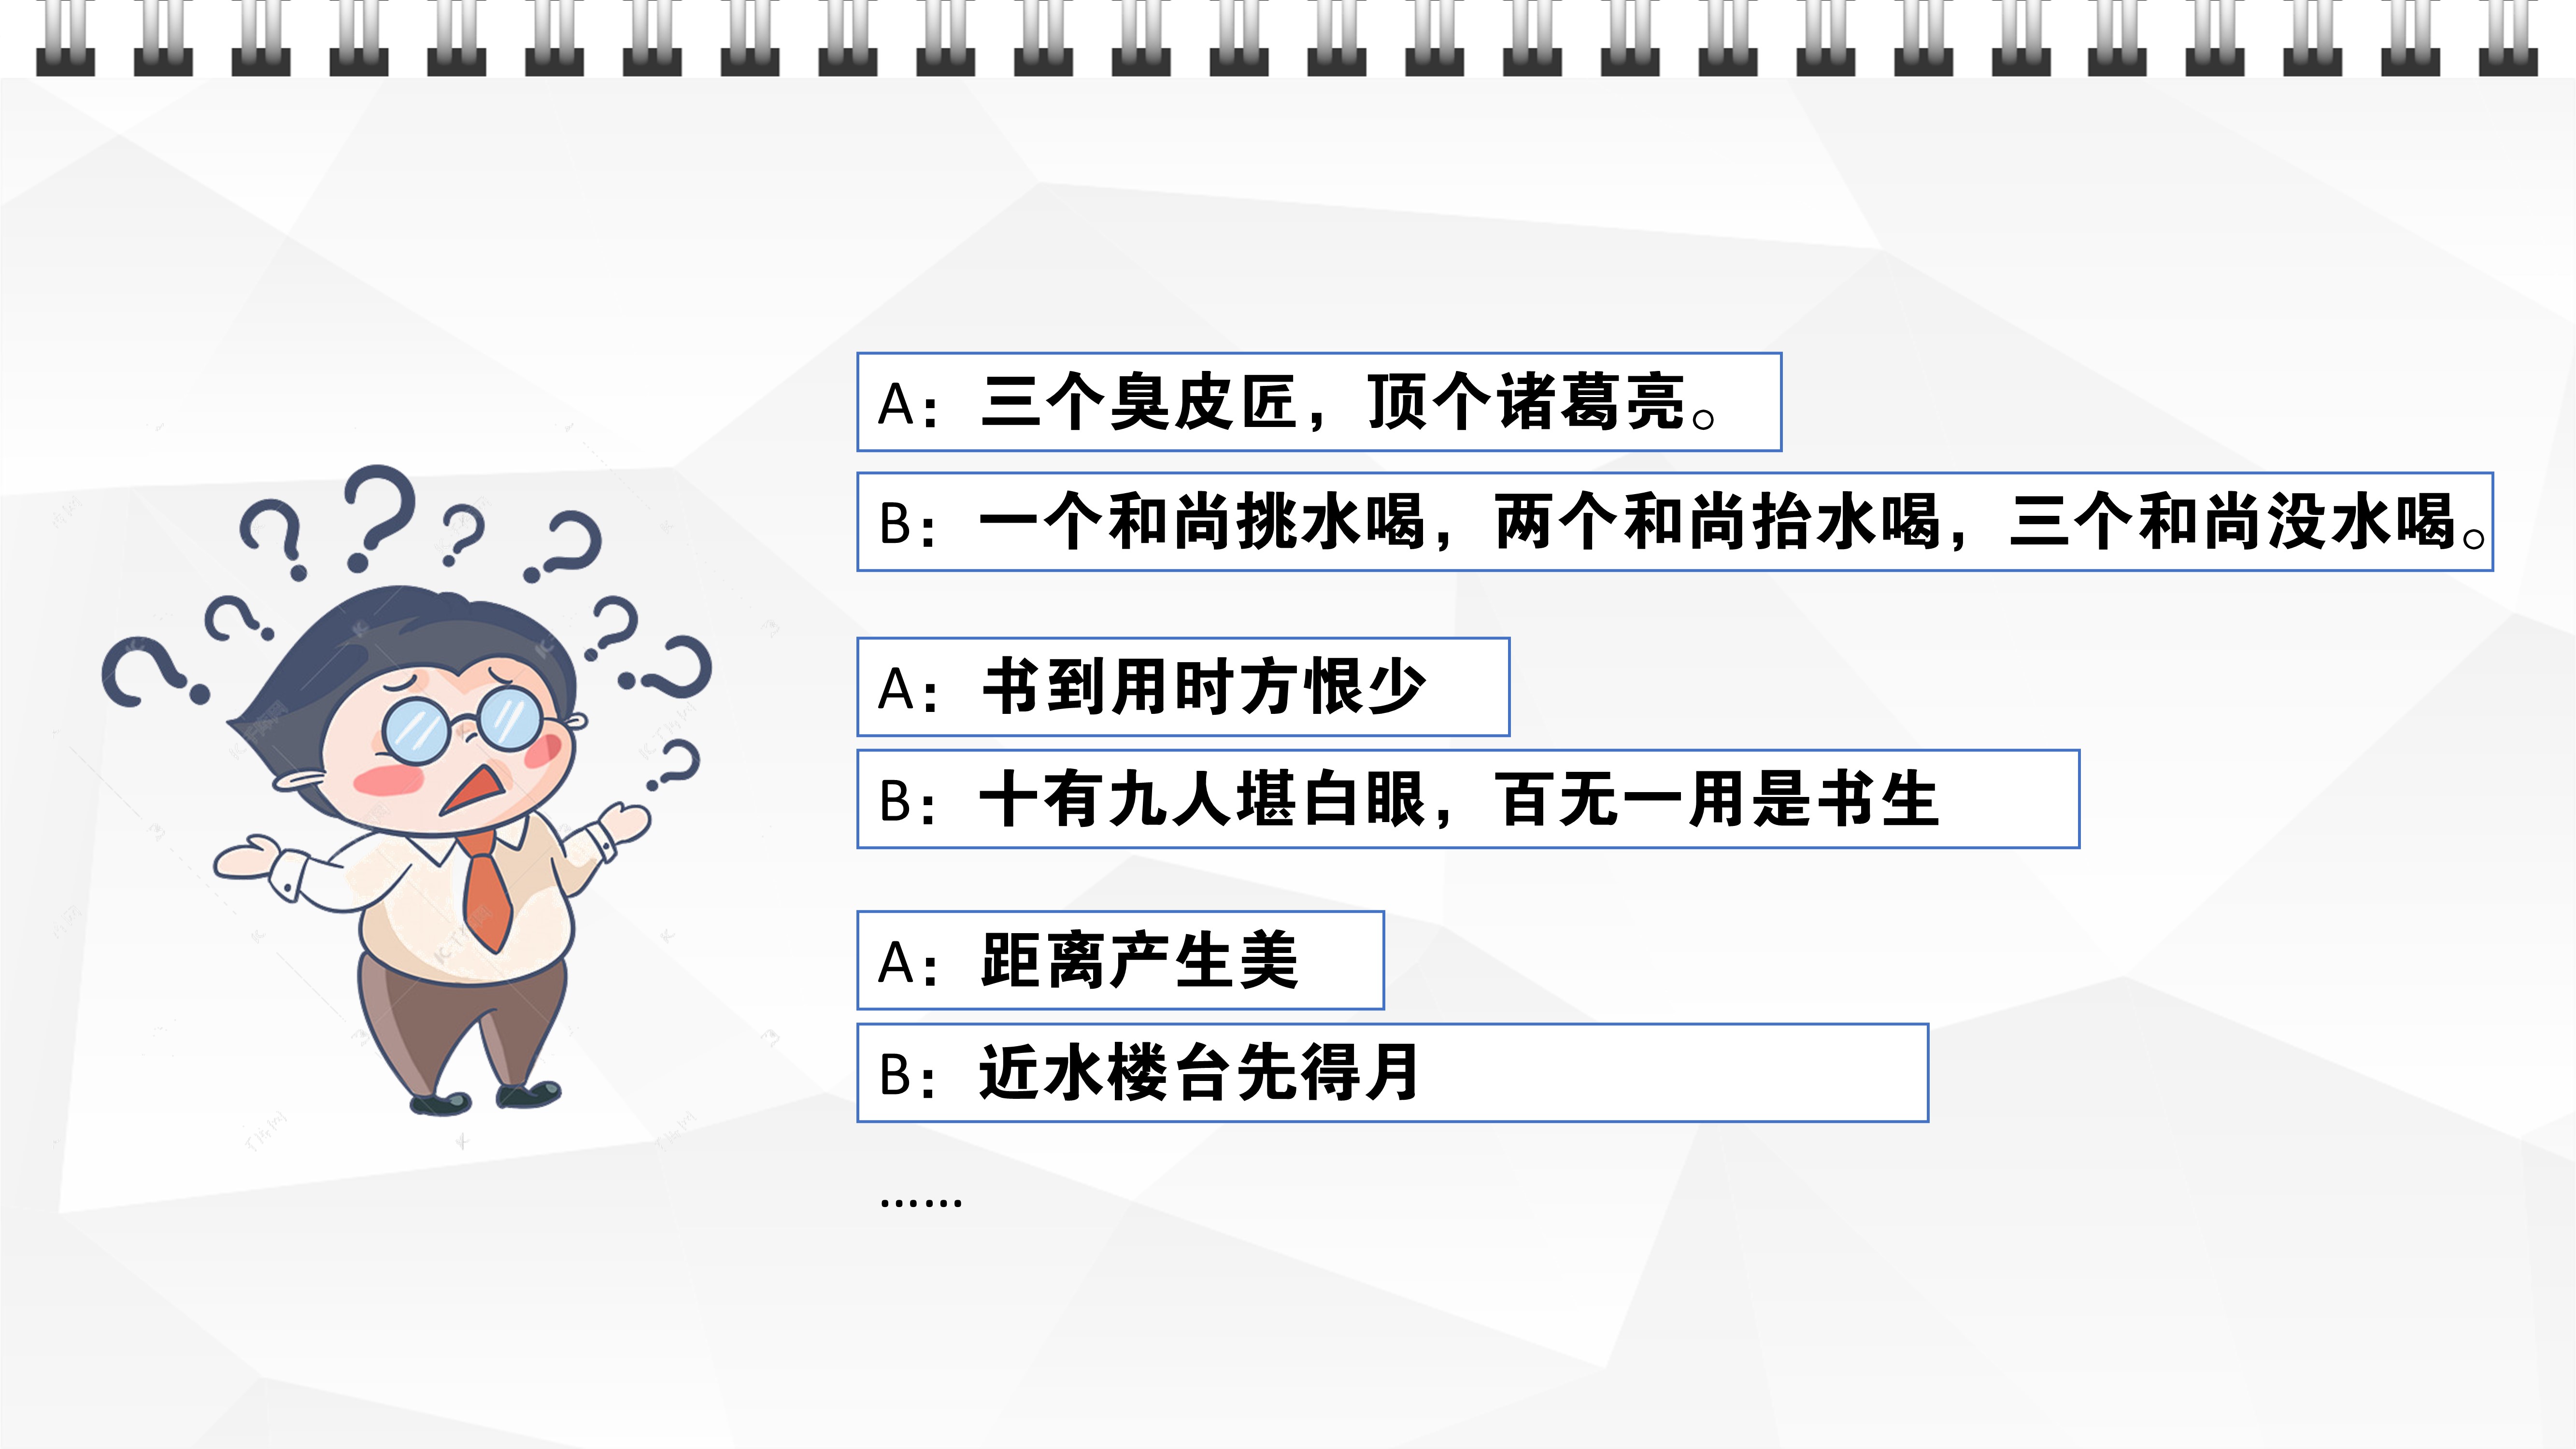 A：三个臭皮匠，顶个诸葛亮。
B：一个和尚挑水喝，两个和尚抬水喝，三个和尚没水喝。
A：书到用时方恨少
B：十有九人堪白眼，百无一用是书生
A：距离产生美
B：近水楼台先得月
……